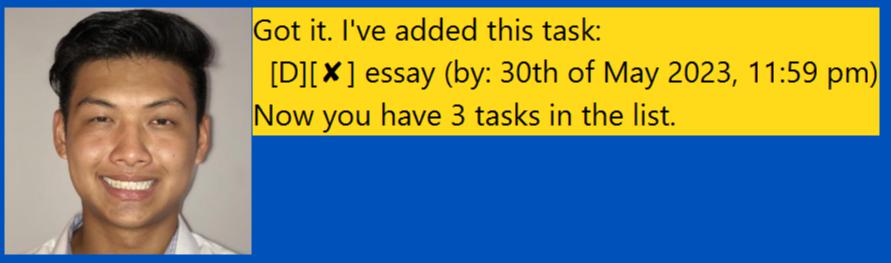 Got it. I've added this task:
[D][✘] essay (by: 30th of May 2023, 11:59 pm)
Now you have 3 tasks in the list.